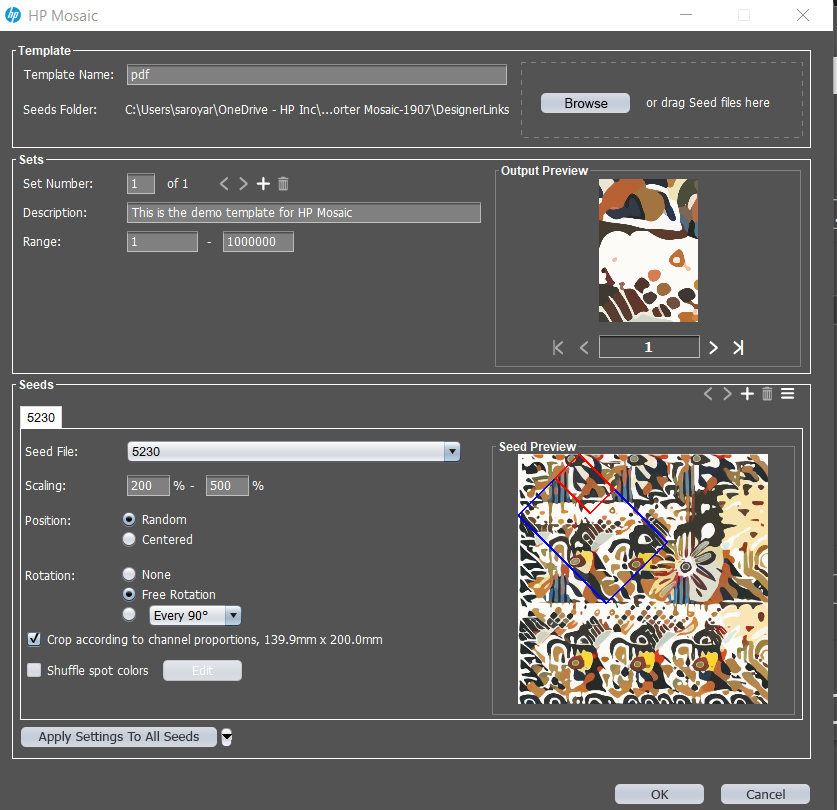 hp HP Mosaic
Template
Template Name: pdf
Seeds Folder: C:\Users\saroyar\OneDrive - HP Inc\...orter Mosaic-1907\DesignerLinks
Browse or drag Seed files here
Sets
Set Number: 1 of 1
Description: This is the demo template for HP Mosaic
Range: 1 - 1000000
Output Preview
1
Seeds
5230
Seed File: 5230
Scaling: 200 % - 500 %
Position: Random
Centered
Rotation: None
Free Rotation
Every 90°
Crop according to channel proportions, 139.9mm x 200.0mm
Shuffle spot colors Edit
Seed Preview
Apply Settings To All Seeds
OK Cancel